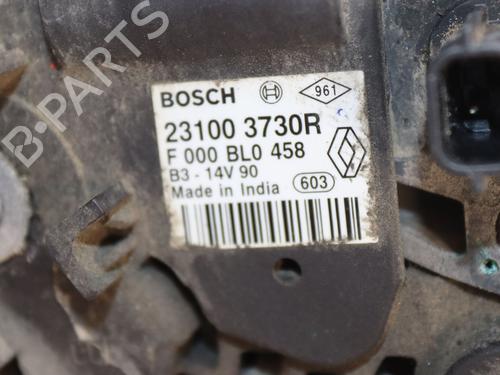 BOSCH 961
23100 3730R
F 000 BL0 458
B3 - 14V 90
Made in India 603
B-PARTS